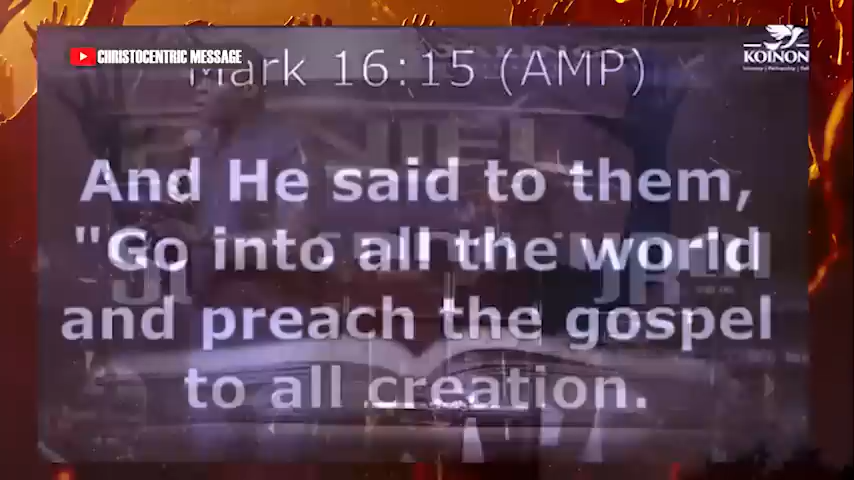 CHRISTOCENTRIC MESSAGE
KOINON
Mark 16:15 (AMP)
And He said to them,
"Go into all the world
and preach the gospel
to all creation.